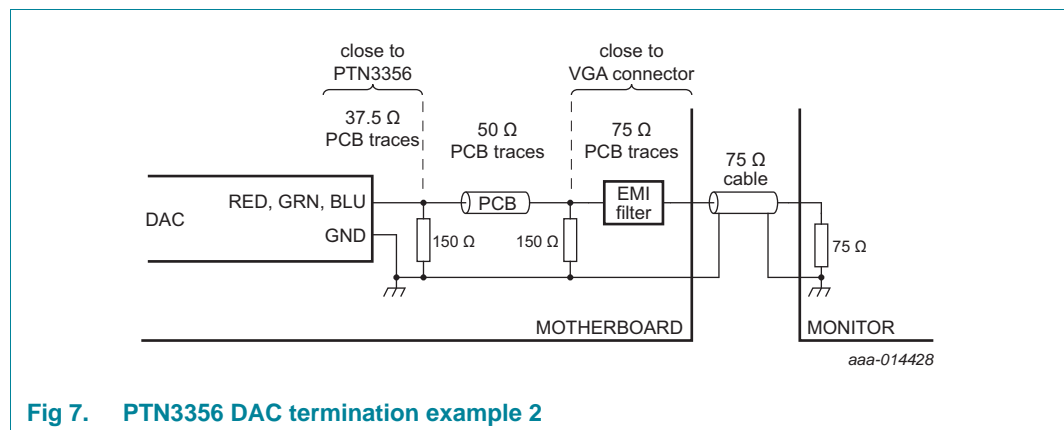 close to
PTN3356
close to
VGA connector
37.5 Ω
PCB traces
50 Ω
PCB traces
75 Ω
PCB traces
75 Ω
cable
DAC
RED, GRN, BLU
GND
PCB
EMI
filter
150 Ω
150 Ω
75 Ω
MOTHERBOARD
MONITOR
aaa-014428
Fig 7. PTN3356 DAC termination example 2